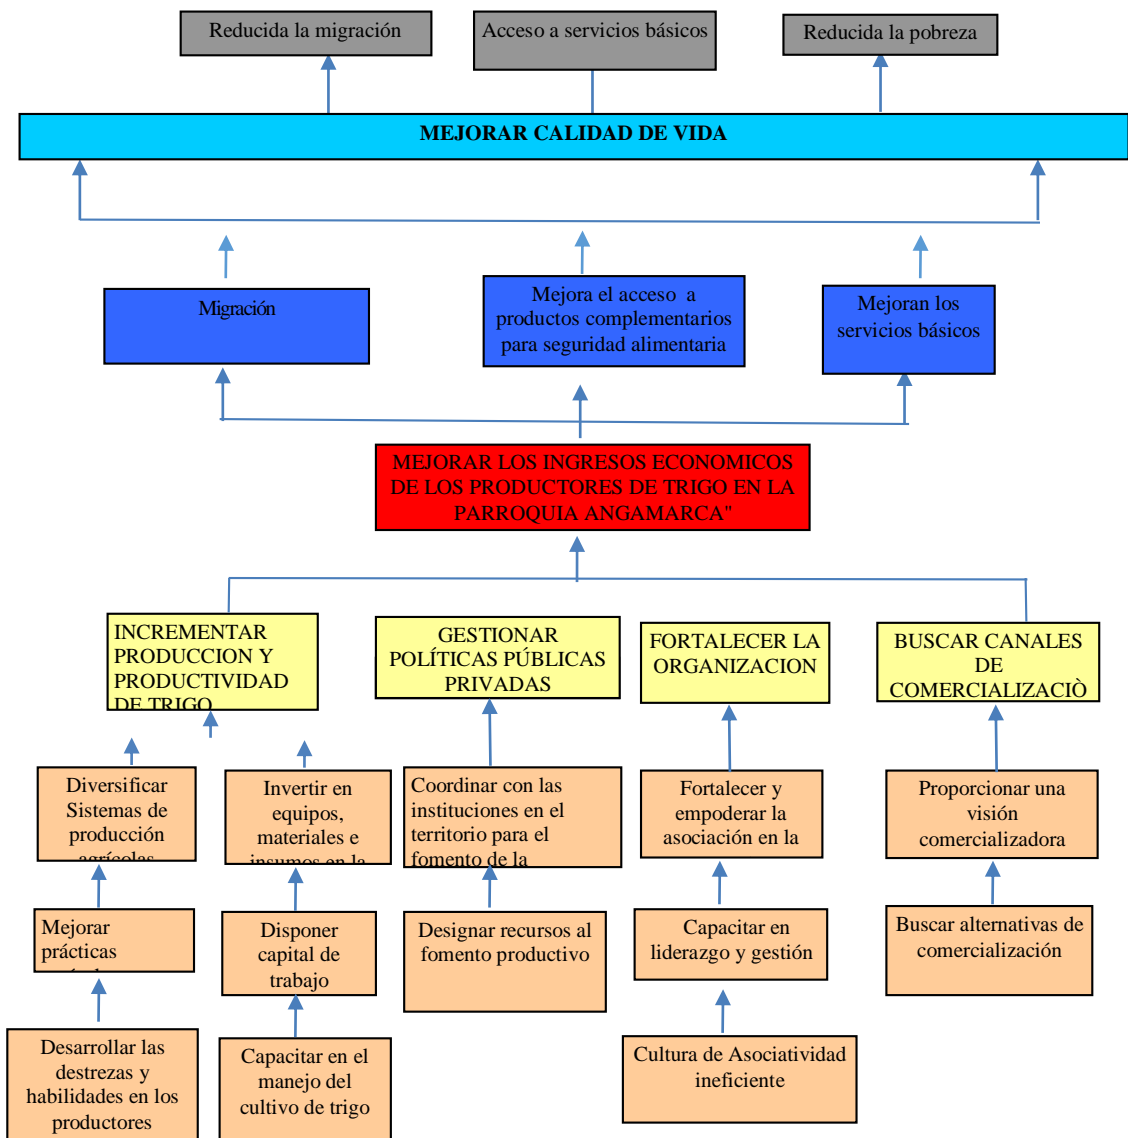 Reducida la migración
Acceso a servicios básicos
Reducida la pobreza
MEJORAR CALIDAD DE VIDA
Migración
Mejora el acceso a
productos complementarios
para seguridad alimentaria
Mejoran los
servicios básicos
MEJORAR LOS INGRESOS ECONOMICOS
DE LOS PRODUCTORES DE TRIGO EN LA
PARROQUIA ANGAMARCA"
INCREMENTAR
PRODUCCION Y
PRODUCTIVIDAD
DE TRIGO
GESTIONAR
POLÍTICAS PÚBLICAS
PRIVADAS
FORTALECER LA
ORGANIZACION
BUSCAR CANALES
DE
COMERCIALIZACIÒ
Diversificar
Sistemas de
producción
agrícolas
Invertir en
equipos,
materiales e
insumos en la
Coordinar con las
instituciones en el
territorio para el
fomento de la
Fortalecer y
empoderar la
asociación en la
Proporcionar una
visión
comercializadora
Mejorar
prácticas
Disponer
capital de
trabajo
Designar recursos al
fomento productivo
Capacitar en
liderazgo y gestión
Buscar alternativas de
comercialización
Desarrollar las
destrezas y
habilidades en los
productores
Capacitar en el
manejo del
cultivo de trigo
Cultura de Asociatividad
ineficiente